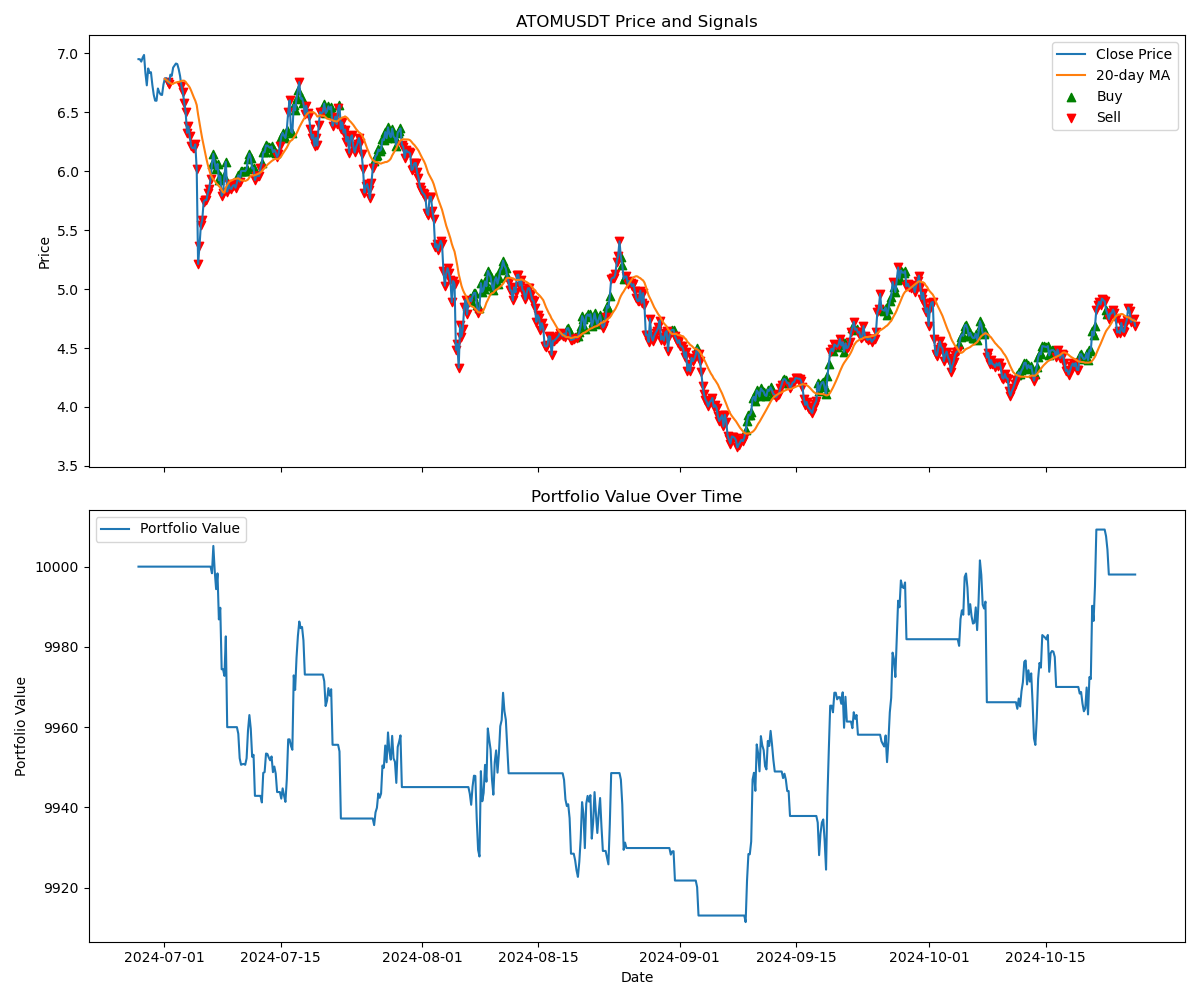 ATOMUSDT Price and Signals
7.0
6.5
6.0
5.5
5.0
4.5
4.0
3.5
Price
Close Price
20-day MA
Buy
Sell
Portfolio Value Over Time
Portfolio Value
10000
9980
9960
9940
9920
Portfolio Value
2024-07-01
2024-07-15
2024-08-01
2024-08-15
2024-09-01
2024-09-15
2024-10-01
2024-10-15
Date